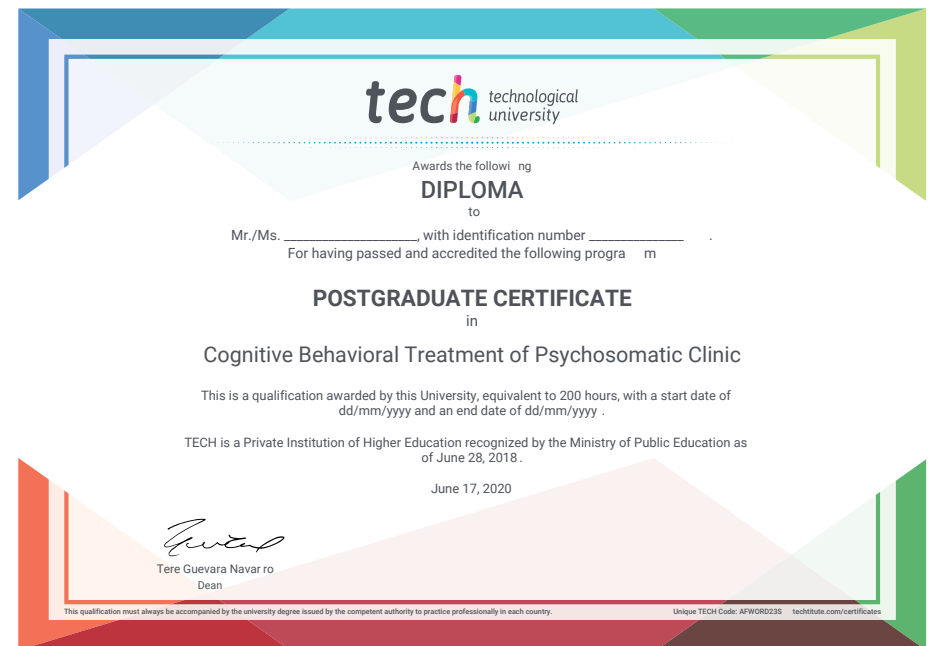 tech technological
university
Awards the followi ng
DIPLOMA
to
Mr./Ms. ____________________, with identification number ______________ .
For having passed and accredited the following progra m
POSTGRADUATE CERTIFICATE
in
Cognitive Behavioral Treatment of Psychosomatic Clinic
This is a qualification awarded by this University, equivalent to 200 hours, with a start date of
dd/mm/yyyy and an end date of dd/mm/yyyy .
TECH is a Private Institution of Higher Education recognized by the Ministry of Public Education as
of June 28, 2018 .
June 17, 2020
Tere Guevara Navar ro
Dean
This qualification must always be accompanied by the university degree issued by the competent authority to practice professionally in each country.
Unique TECH Code: AFWORD23S techtitute.com/certificates